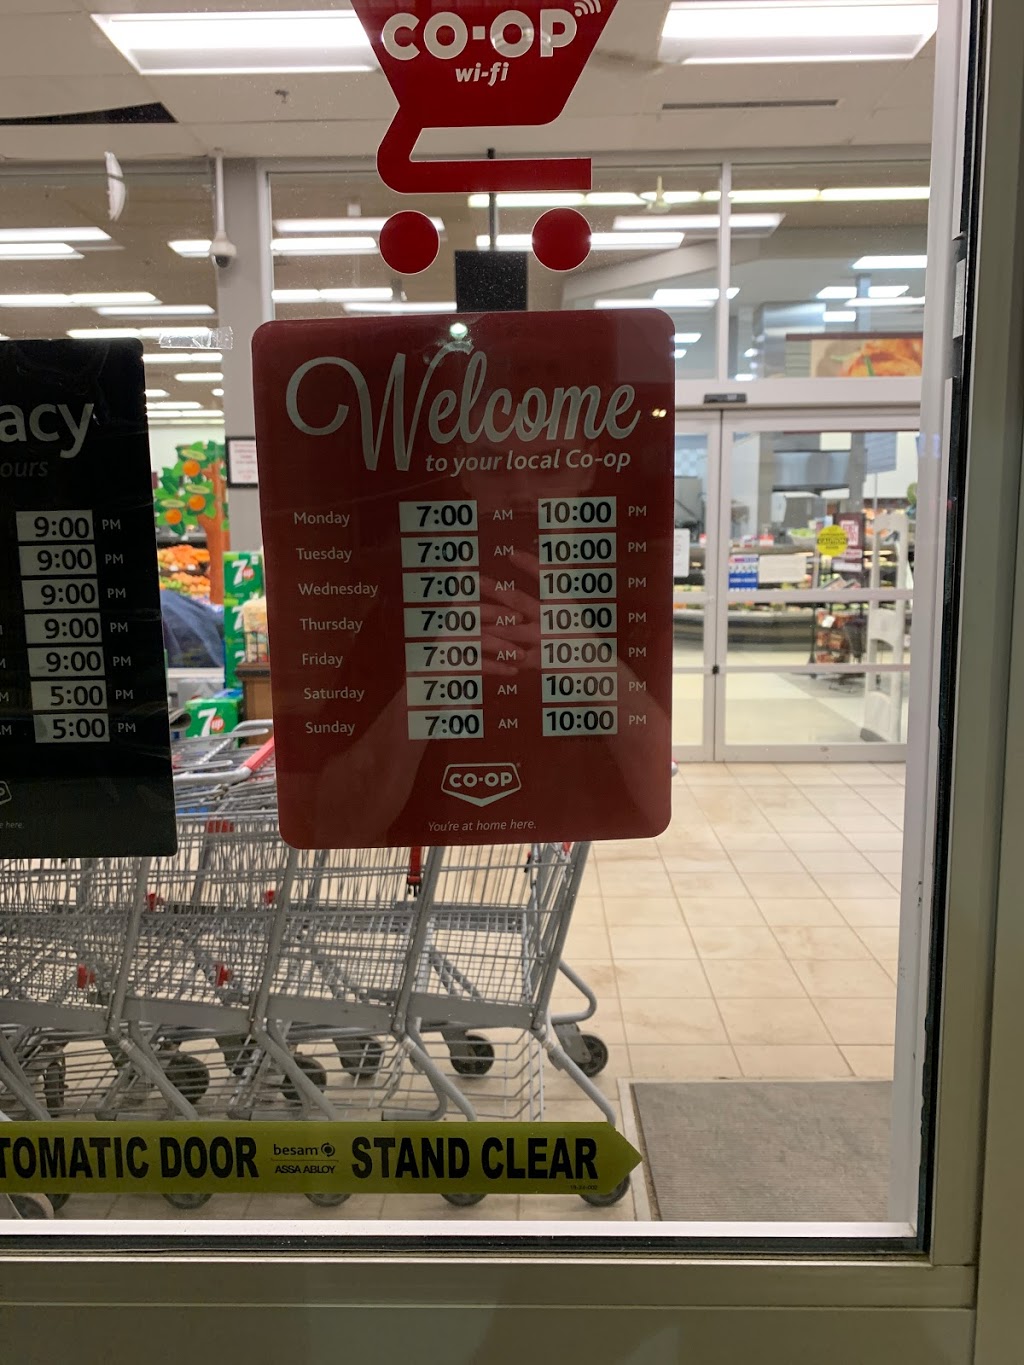 CO-OP
wi-fi
Welcome
to your local Co-op
Monday 7:00 AM 10:00 PM
Tuesday 7:00 AM 10:00 PM
Wednesday 7:00 AM 10:00 PM
Thursday 7:00 AM 10:00 PM
Friday 7:00 AM 10:00 PM
Saturday 7:00 AM 10:00 PM
Sunday 7:00 AM 10:00 PM
CO-OP
You're at home here.
acy
ours
9:00 PM
9:00 PM
9:00 PM
9:00 PM
9:00 PM
M 5:00 PM
AM 5:00 PM
e here.
7up
7up
CAUTION
TOMATIC DOOR besam ASSA ABLOY STAND CLEAR